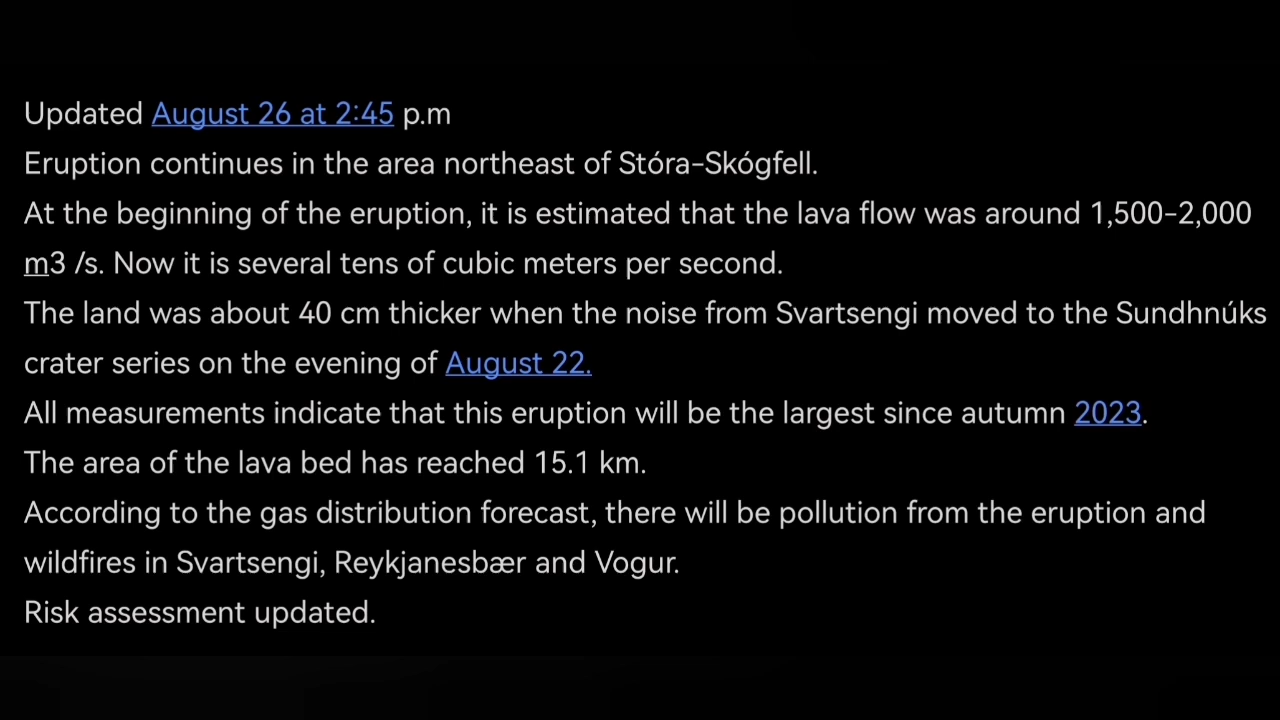 Updated August 26 at 2:45 p.m
Eruption continues in the area northeast of Stóra-Skógfell.
At the beginning of the eruption, it is estimated that the lava flow was around 1,500-2,000
m3 /s. Now it is several tens of cubic meters per second.
The land was about 40 cm thicker when the noise from Svartsengi moved to the Sundhnúks
crater series on the evening of August 22.
All measurements indicate that this eruption will be the largest since autumn 2023.
The area of the lava bed has reached 15.1 km.
According to the gas distribution forecast, there will be pollution from the eruption and
wildfires in Svartsengi, Reykjanesbær and Vogur.
Risk assessment updated.